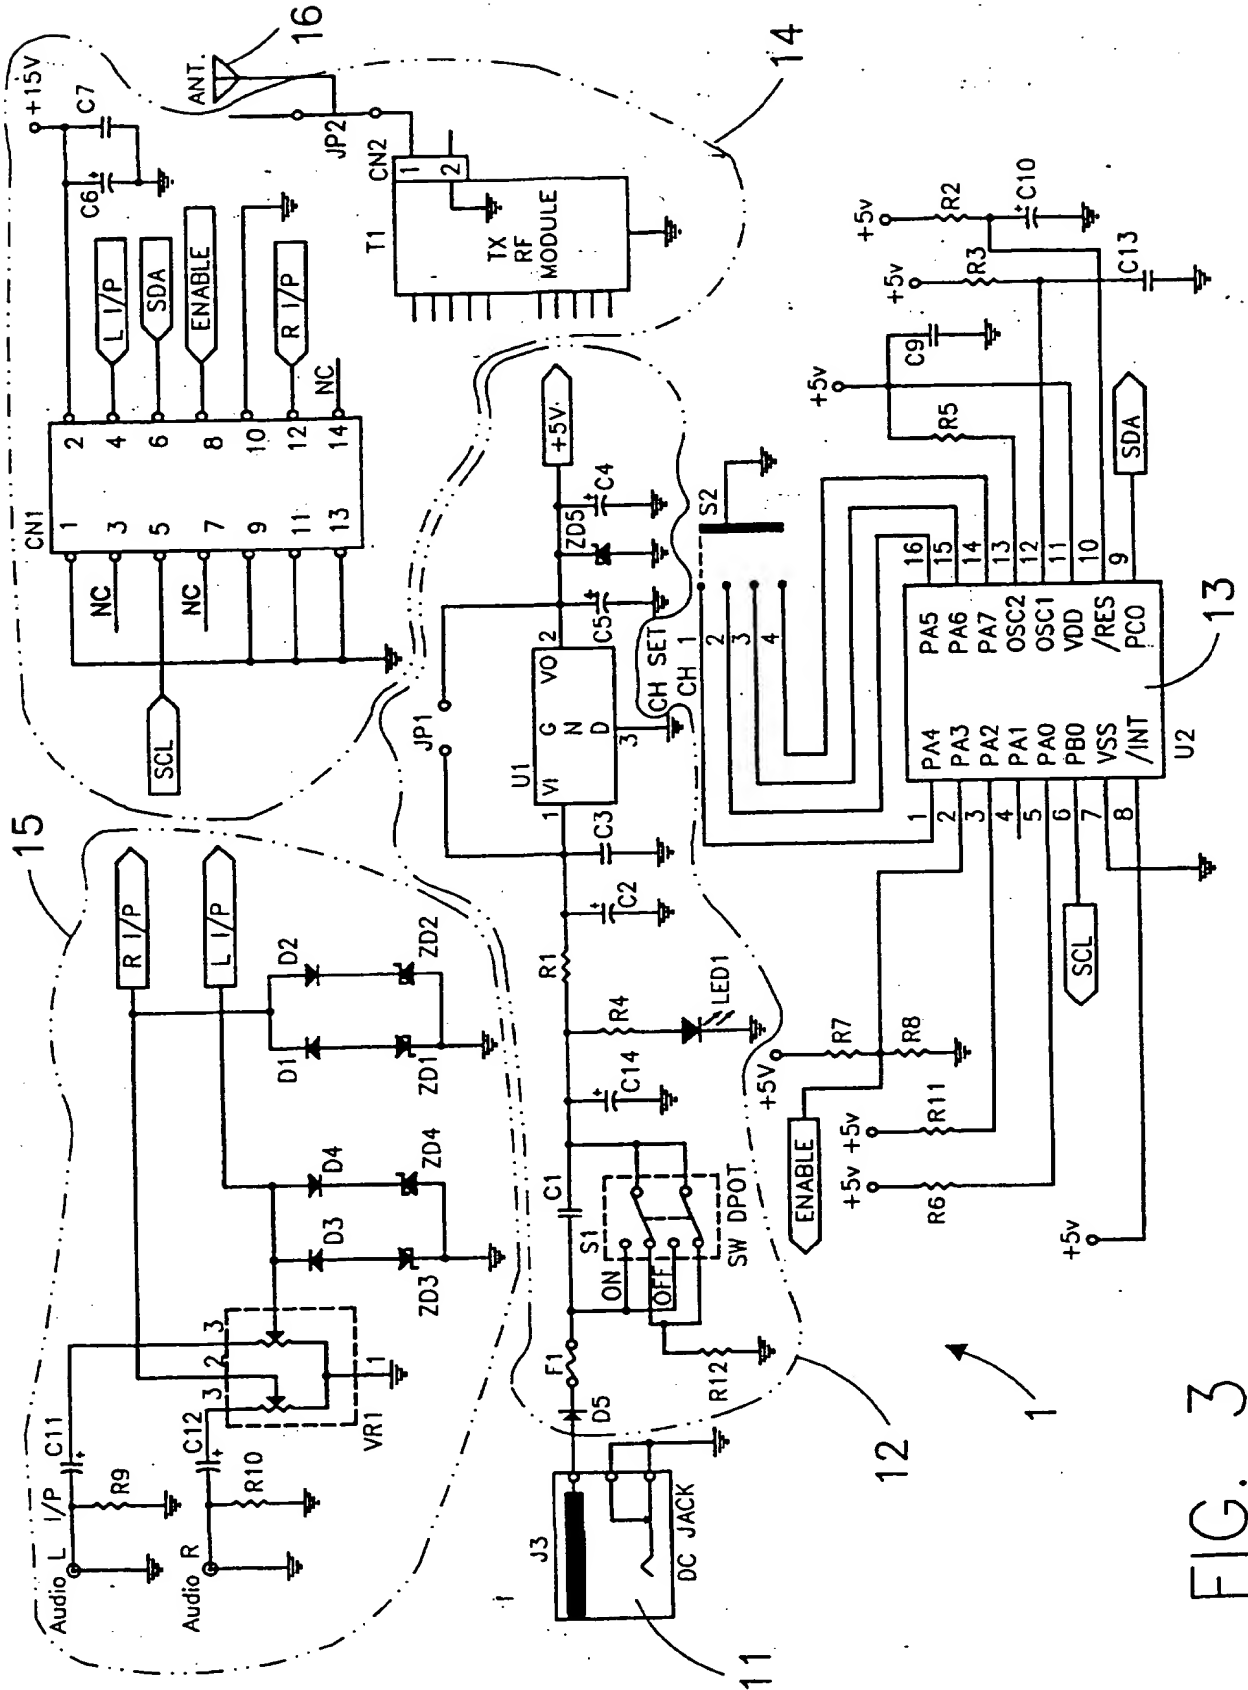 15
Audio L I/P
C11
R9
Audio R
C12
R10
3
2
3
1
VR1
D3
D4
ZD3
ZD4
D1
D2
ZD1
ZD2
R I/P
L I/P
CN1
1
3
5
7
9
11
13
2
4
6
8
10
12
14
NC
NC
NC
SCL
L I/P
SDA
ENABLE
R I/P
+15V
C6
C7
ANT.
16
JP2
CN2
1
2
T1
TX
RF
MODULE
14
J3
DC JACK
11
D5
F1
C1
S1
ON
OFF
SW DPOT
R12
12
C14
R4
LED1
R1
C2
C3
JP1
U1
1
VI
G
N
D
VO
2
3
C5
ZD5
C4
+5V
CH SET
CH 1
2
3
4
S2
ENABLE
+5V
R7
R8
+5v
R11
+5v
R6
+5v
SCL
1
2
3
4
5
6
7
8
PA4
PA3
PA2
PA1
PA0
PB0
VSS
/INT
U2
PA5
PA6
PA7
OSC2
OSC1
VDD
/RES
PC0
16
15
14
13
12
11
10
9
13
SDA
+5v
R5
C9
+5v
R3
C13
+5v
R2
C10
1
FIG. 3